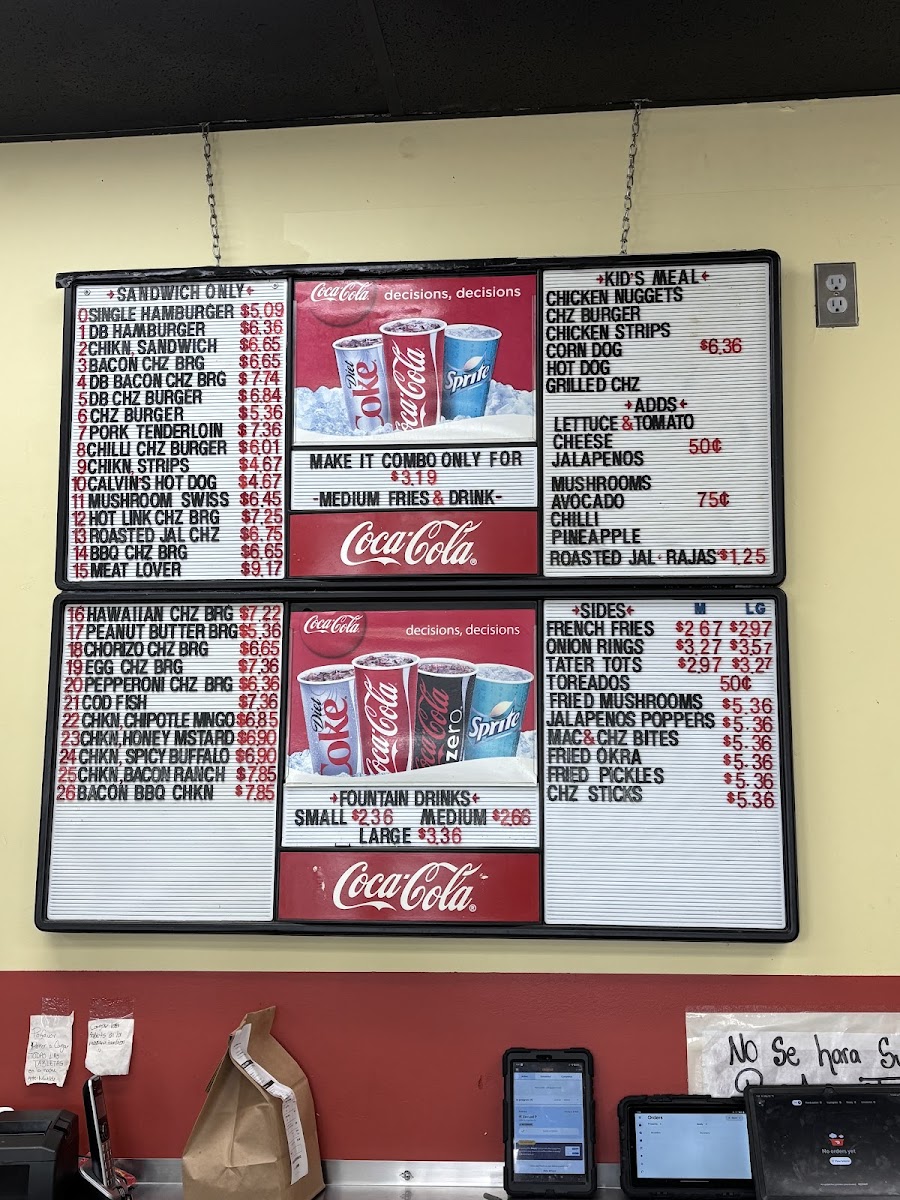 →SANDWICH ONLY←
0 SINGLE HAMBURGER $5.09
1 DB HAMBURGER $6.36
2 CHIKN, SANDWICH $6.65
3 BACON CHZ BRG $6.65
4 DB BACON CHZ BRG $7.74
5 DB CHZ BURGER $6.84
6 CHZ BURGER $5.36
7 PORK TENDERLOIN $7.36
8 CHILLI CHZ BURGER $6.01
9 CHIKN, STRIPS $4.67
10 CALVIN'S HOT DOG $4.67
11 MUSHROOM SWISS $6.45
12 HOT LINK CHZ BRG $7.25
13 ROASTED JAL CHZ $6.75
14 BBQ CHZ BRG $6.65
15 MEAT LOVER $9.17
Coca-Cola decisions, decisions
Diet Coke
Coca-Cola
Sprite
MAKE IT COMBO ONLY FOR
$3.19
-MEDIUM FRIES & DRINK-
Coca-Cola®
→KID'S MEAL←
CHICKEN NUGGETS
CHZ BURGER
CHICKEN STRIPS
CORN DOG $6.36
HOT DOG
GRILLED CHZ
→ADDS←
LETTUCE & TOMATO
CHEESE 50¢
JALAPENOS
MUSHROOMS
AVOCADO 75¢
CHILLI
PINEAPPLE
ROASTED JAL· RAJAS $1.25
16 HAWAIIAN CHZ BRG $7.22
17 PEANUT BUTTER BRG $5.36
18 CHORIZO CHZ BRG $6.65
19 EGG CHZ BRG $7.36
20 PEPPERONI CHZ BRG $6.36
21 COD FISH $7.36
22 CHKN, CHIPOTLE MNGO $6.85
23 CHKN, HONEY MSTARD $6.90
24 CHKN, SPICY BUFFALO $6.90
25 CHKN, BACON RANCH $7.85
26 BACON BBQ CHKN $7.85
Coca-Cola decisions, decisions
Diet Coke
Coca-Cola
Coca-Cola zero
Sprite
→FOUNTAIN DRINKS←
SMALL $2.36 MEDIUM $2.66
LARGE $3.36
Coca-Cola®
→SIDES← M LG
FRENCH FRIES $2.67 $2.97
ONION RINGS $3.27 $3.57
TATER TOTS $2.97 $3.27
TOREADOS 50¢
FRIED MUSHROOMS $5.36
JALAPENOS POPPERS $5.36
MAC & CHZ BITES $5.36
FRIED OKRA $5.36
FRIED PICKLES $5.36
CHZ STICKS $5.36
No Se hara
Orders
No orders yet